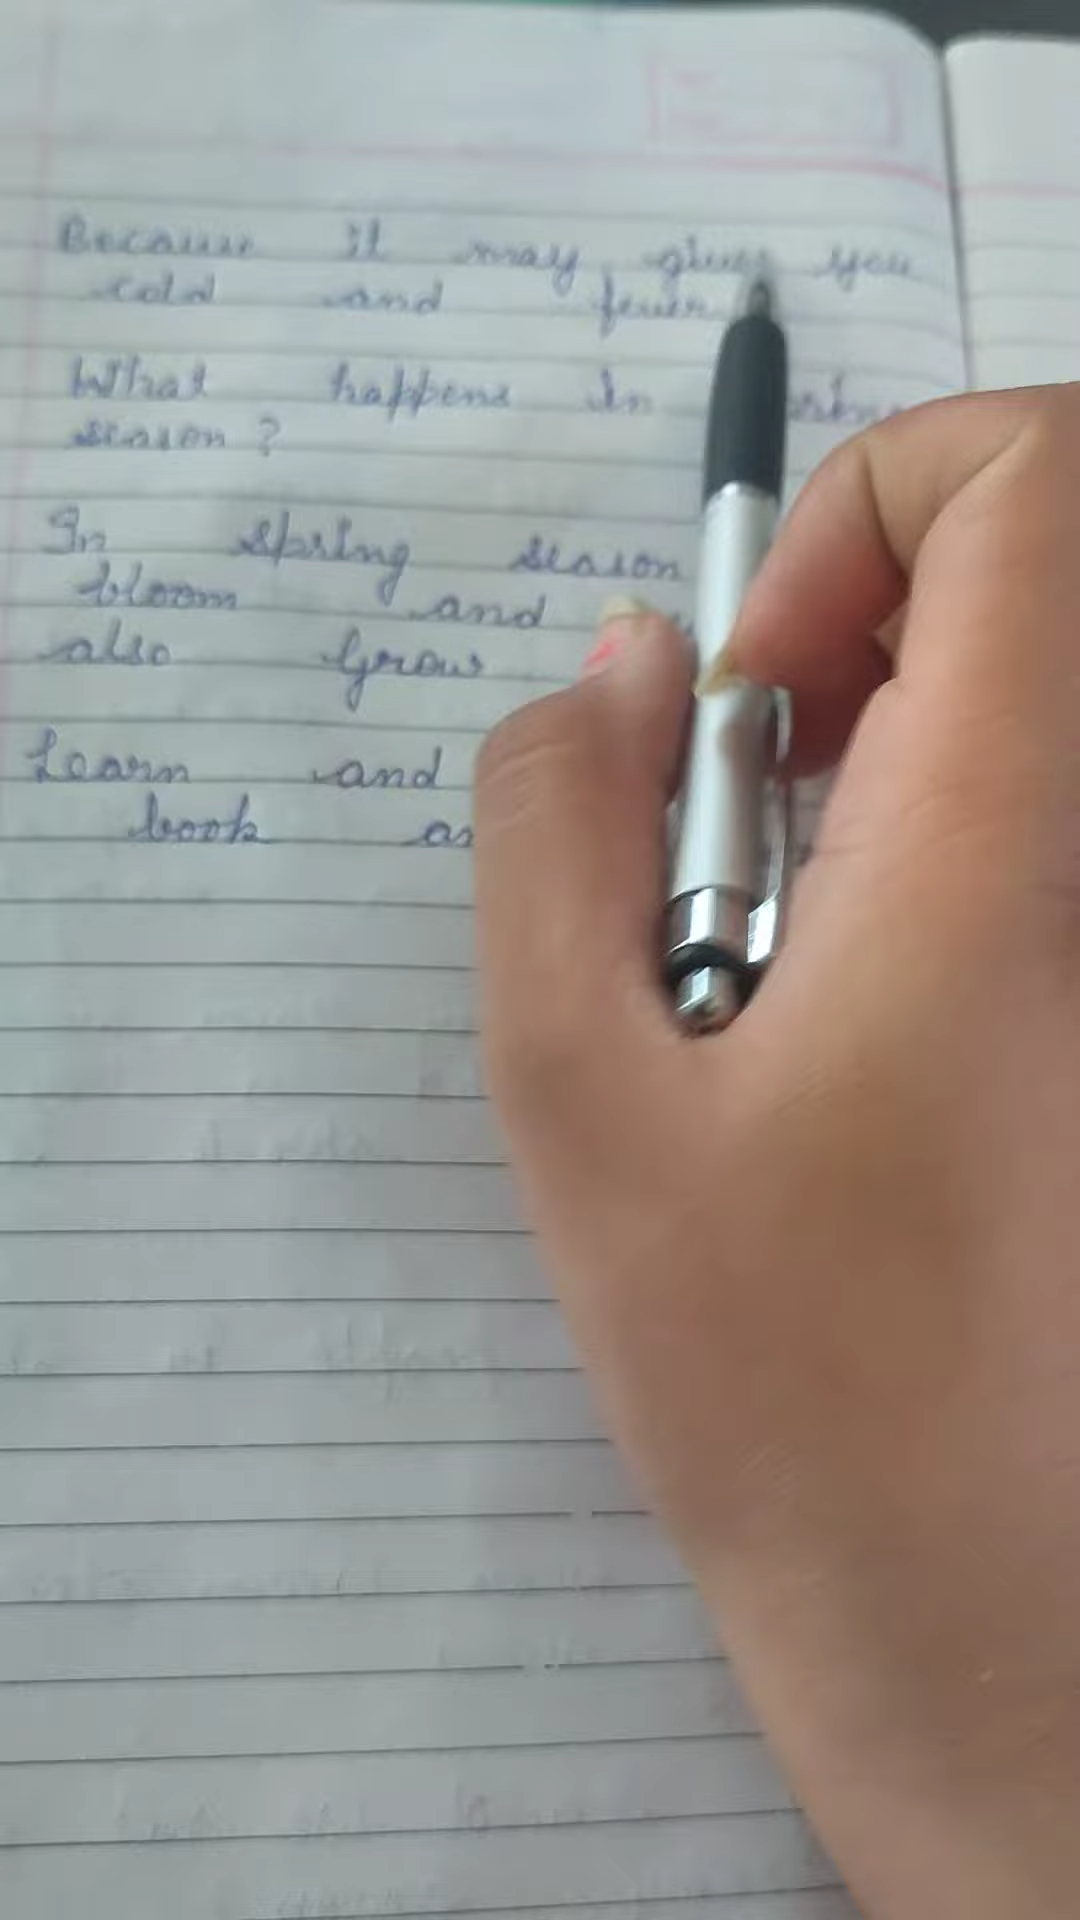 Because it may gives you
cold and fever
What happens in
season ?
In spring season
bloom and
also Grow
Learn and
book